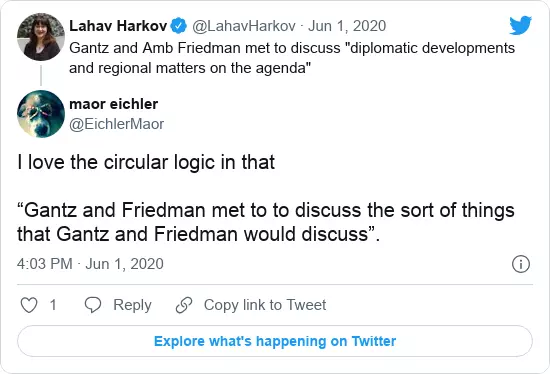 Lahav Harkov @LahavHarkov · Jun 1, 2020
Gantz and Amb Friedman met to discuss "diplomatic developments
and regional matters on the agenda"
maor eichler
@EichlerMaor
I love the circular logic in that
“Gantz and Friedman met to to discuss the sort of things
that Gantz and Friedman would discuss”.
4:03 PM · Jun 1, 2020
1 Reply Copy link to Tweet
Explore what's happening on Twitter